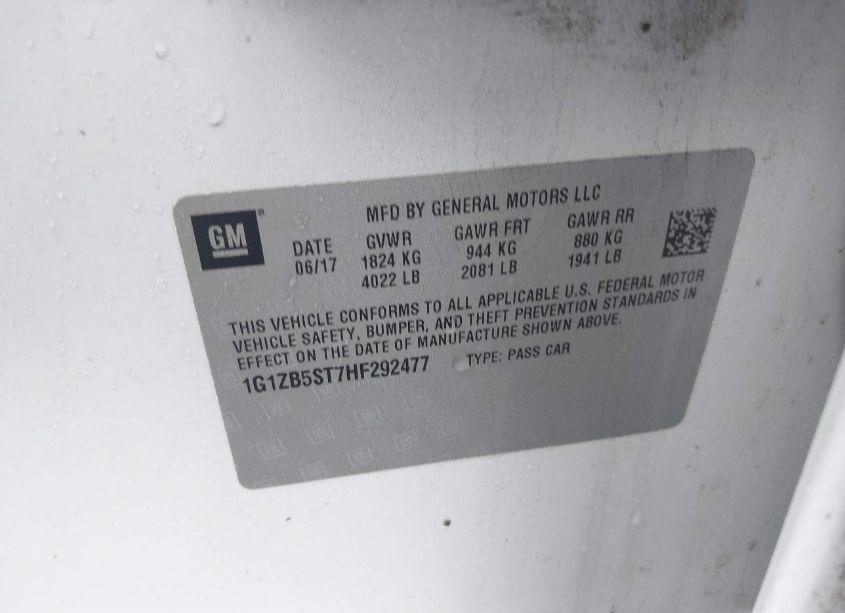 MFD BY GENERAL MOTORS LLC
GM®
DATE GVWR GAWR FRT GAWR RR
06/17 1824 KG 944 KG 880 KG
4022 LB 2081 LB 1941 LB
THIS VEHICLE CONFORMS TO ALL APPLICABLE U.S. FEDERAL MOTOR
VEHICLE SAFETY, BUMPER, AND THEFT PREVENTION STANDARDS IN
EFFECT ON THE DATE OF MANUFACTURE SHOWN ABOVE.
1G1ZB5ST7HF292477 TYPE: PASS CAR